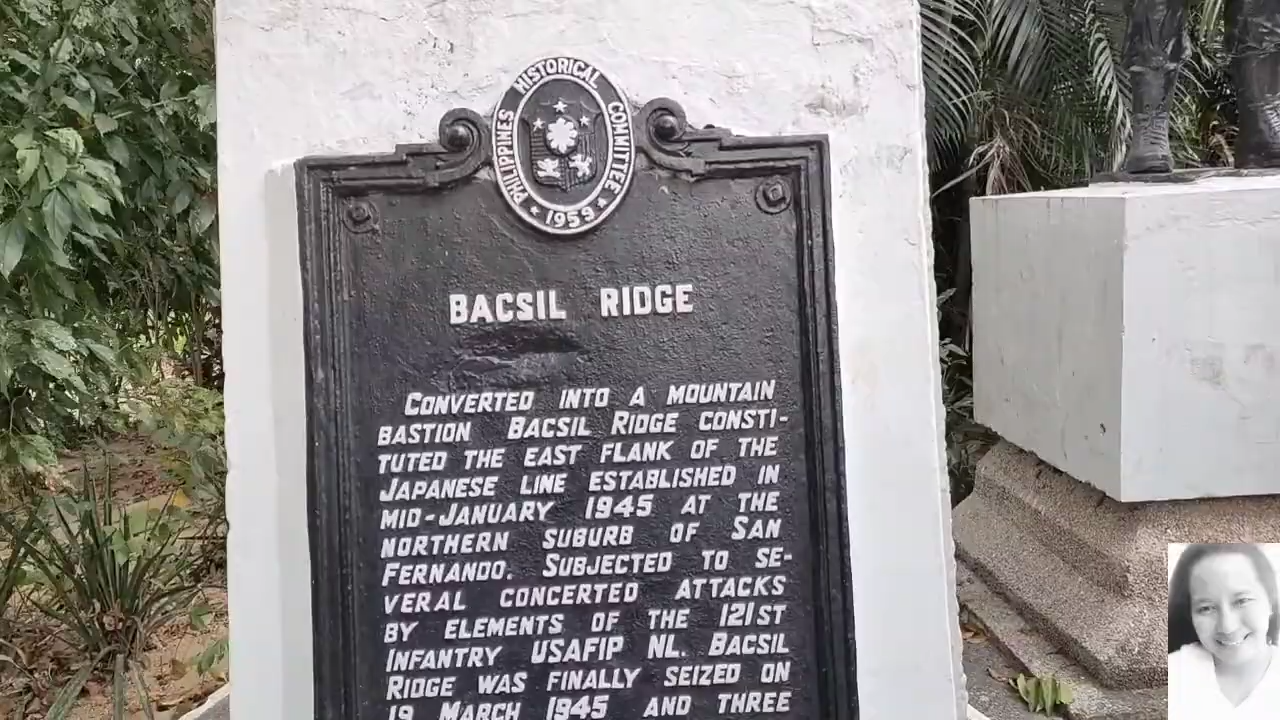 PHILIPPINES HISTORICAL COMMITTEE
★ 1959 ★
BACSIL RIDGE
CONVERTED INTO A MOUNTAIN
BASTION BACSIL RIDGE CONSTI-
TUTED THE EAST FLANK OF THE
JAPANESE LINE ESTABLISHED IN
MID-JANUARY 1945 AT THE
NORTHERN SUBURB OF SAN
FERNANDO. SUBJECTED TO SE-
VERAL CONCERTED ATTACKS
BY ELEMENTS OF THE 121ST
INFANTRY USAFIP NL. BACSIL
RIDGE WAS FINALLY SEIZED ON
19 MARCH 1945 AND THREE